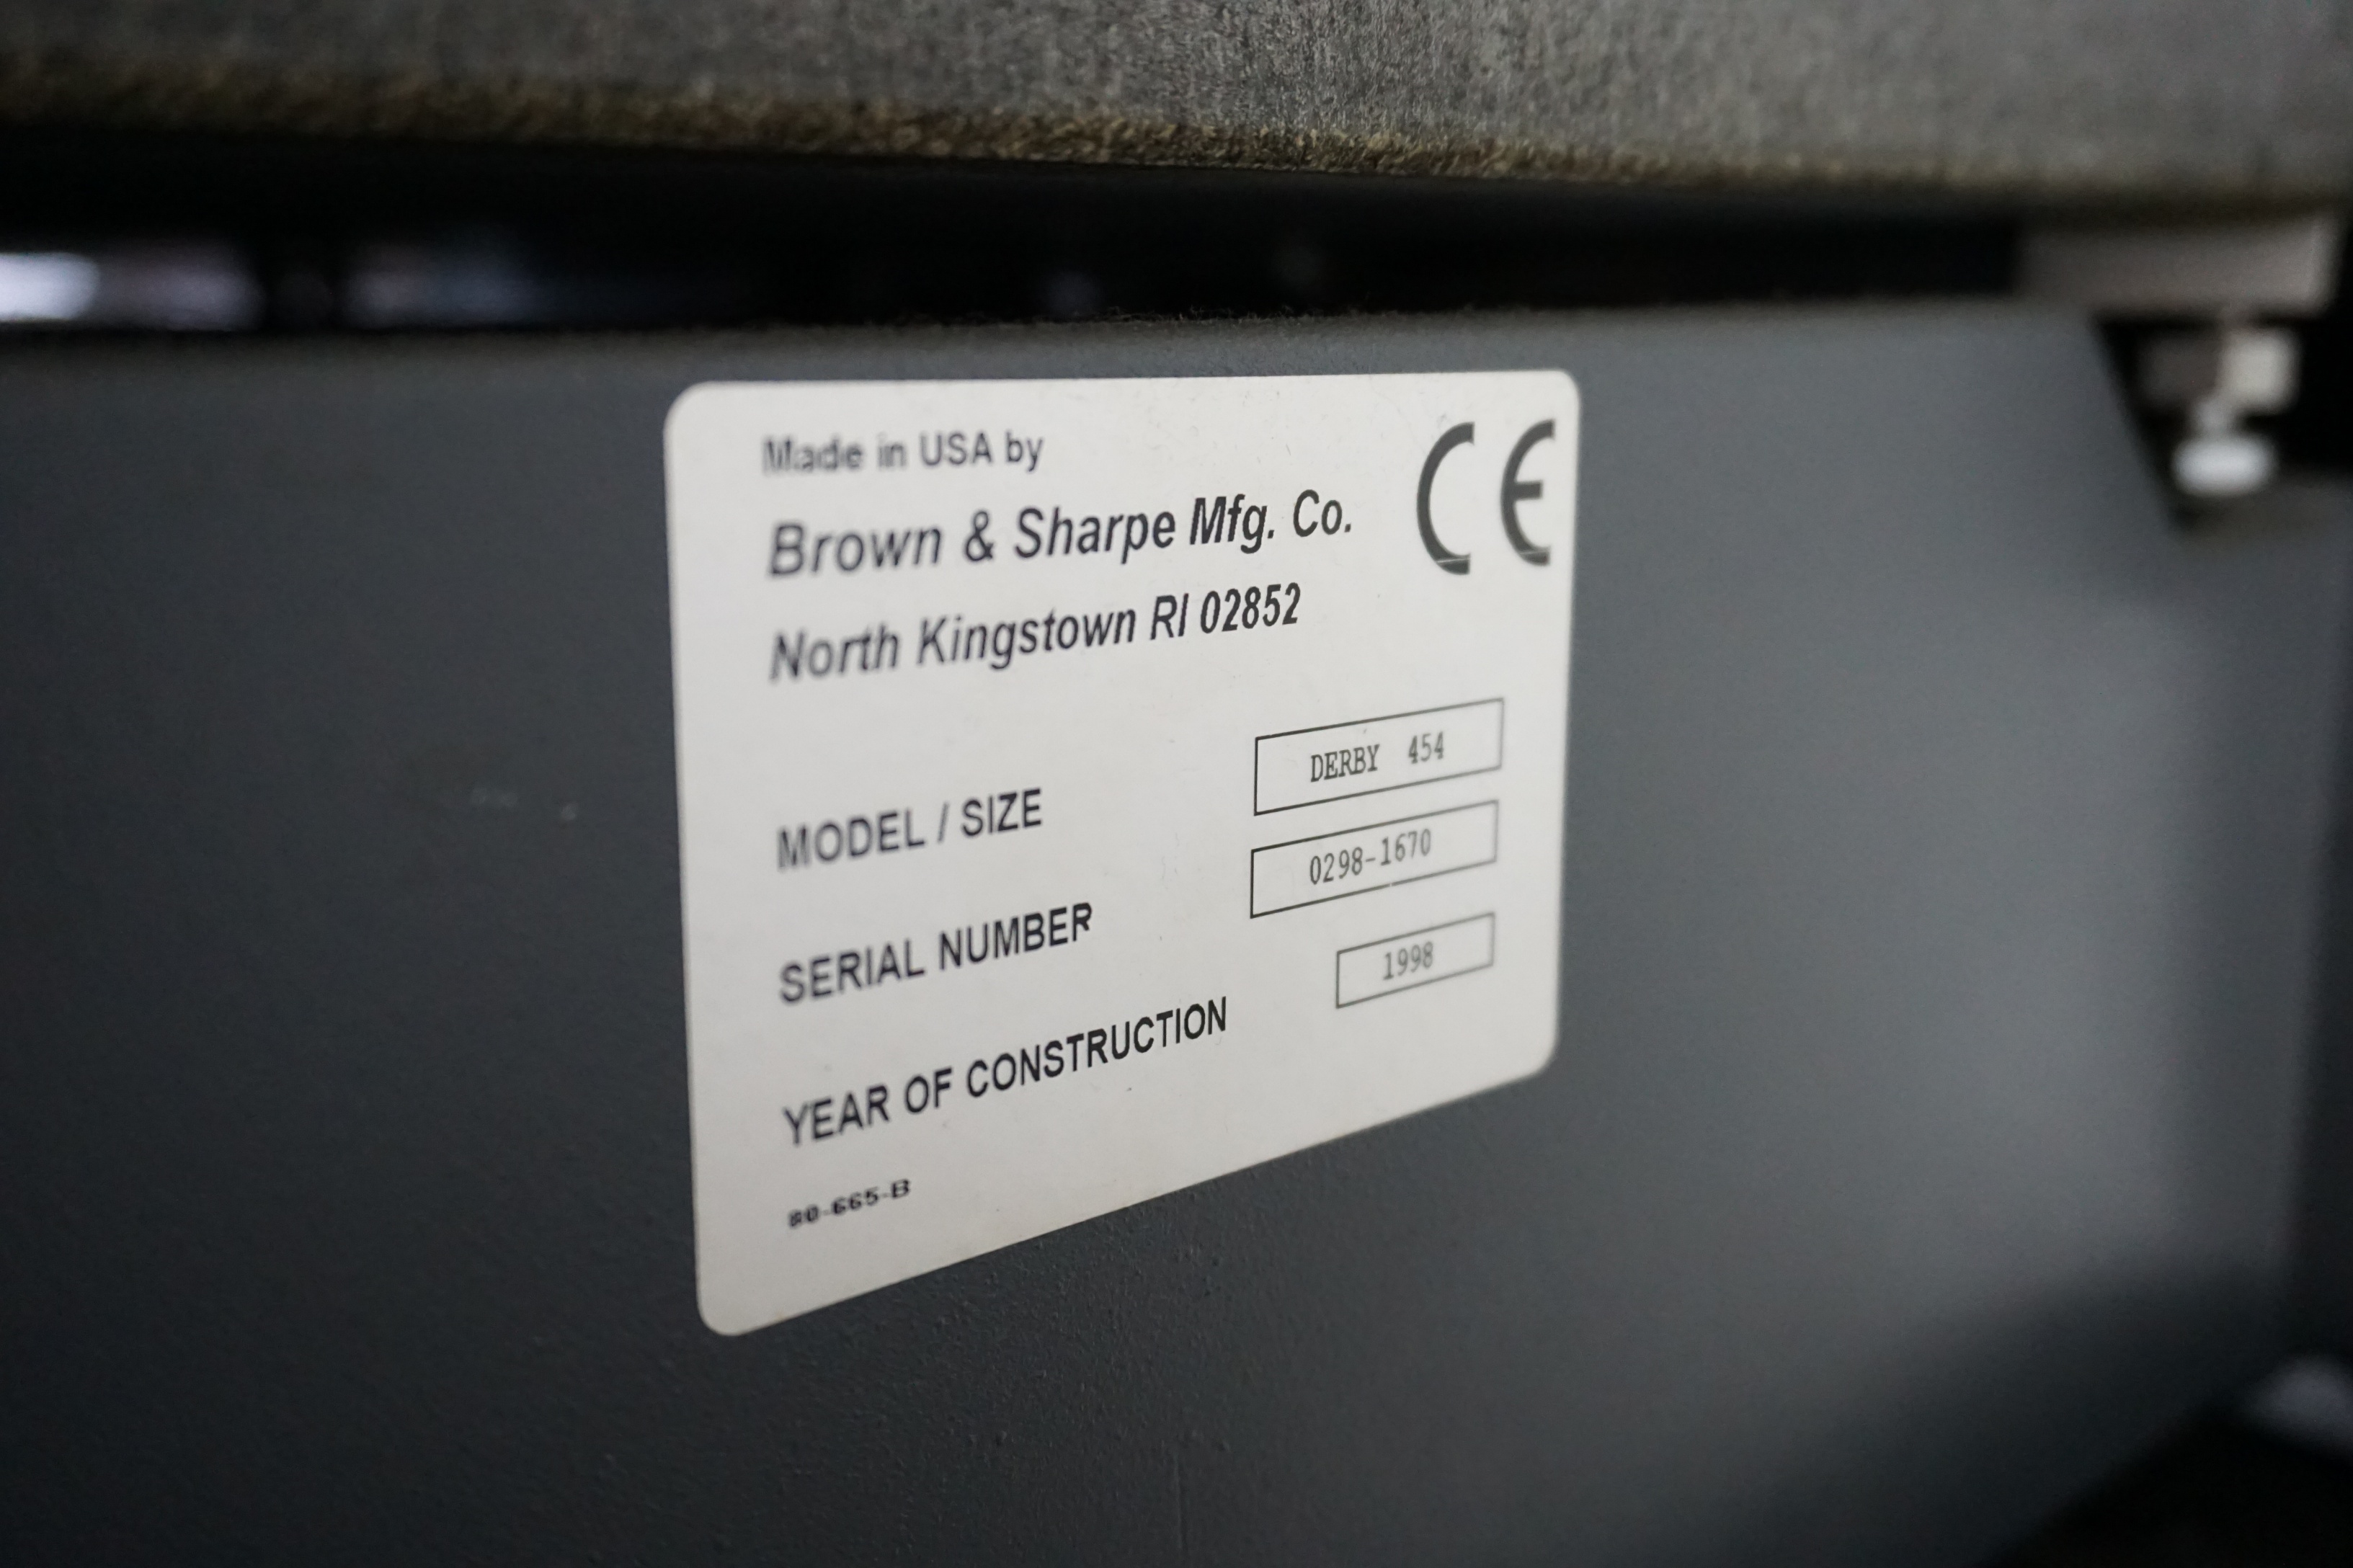 Made in USA by
CE
Brown & Sharpe Mfg. Co.
North Kingstown RI 02852
MODEL / SIZE DERBY 454
SERIAL NUMBER 0298-1670
YEAR OF CONSTRUCTION 1998
80-665-B